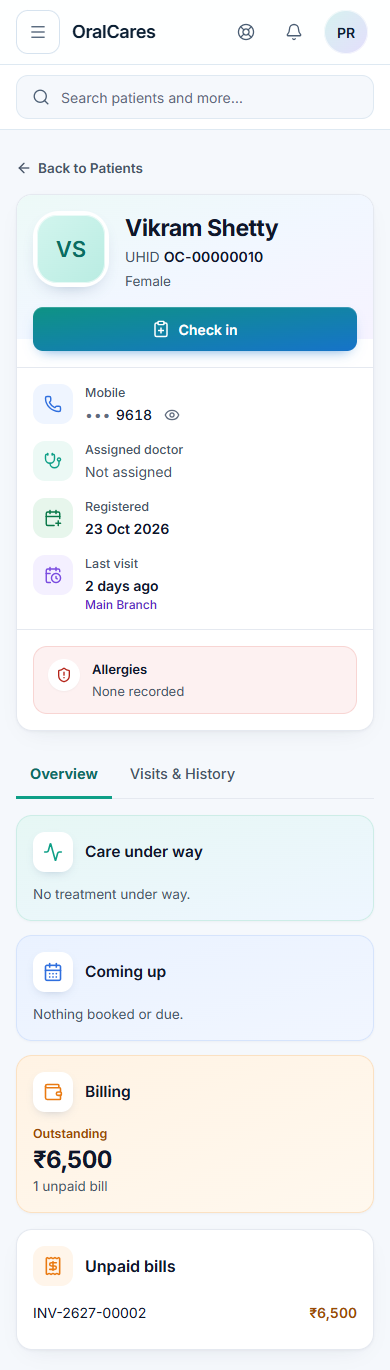 OralCares
PR
Search patients and more...
Back to Patients
VS
Vikram Shetty
UHID OC-00000010
Female
Check in
Mobile
••• 9618
Assigned doctor
Not assigned
Registered
23 Oct 2026
Last visit
2 days ago
Main Branch
Allergies
None recorded
Overview
Visits & History
Care under way
No treatment under way.
Coming up
Nothing booked or due.
Billing
Outstanding
₹6,500
1 unpaid bill
Unpaid bills
INV-2627-00002 ₹6,500